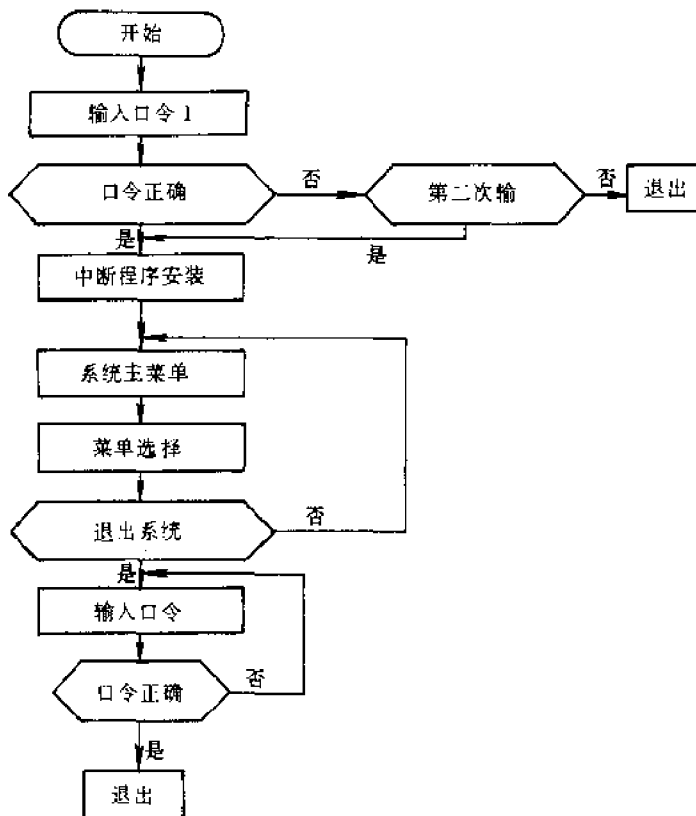 开始
输入口令1
口令正确
否
第二次输
否
退出
是
是
中断程序安装
系统主菜单
菜单选择
退出系统
否
是
输入口令
口令正确
否
是
退出